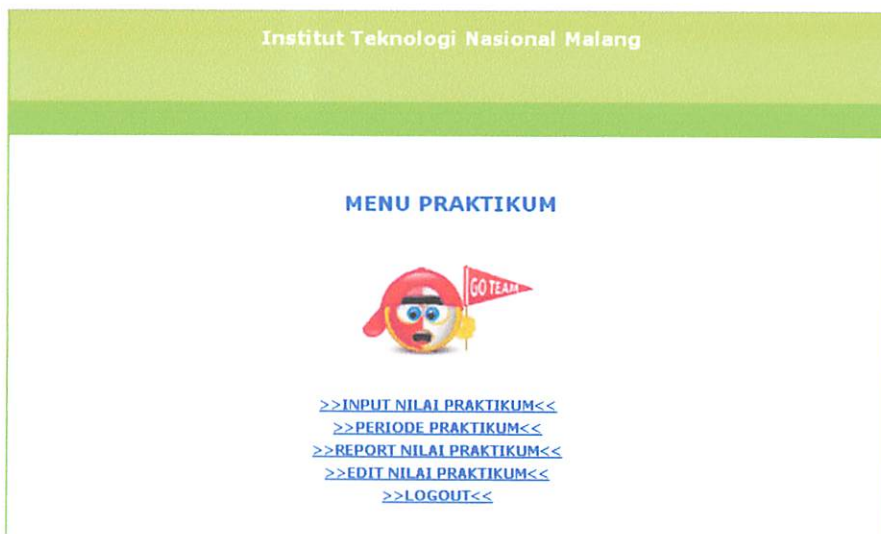 Institut Teknologi Nasional Malang
MENU PRAKTIKUM
GO TEAM
>>INPUT NILAI PRAKTIKUM<<
>>PERIODE PRAKTIKUM<<
>>REPORT NILAI PRAKTIKUM<<
>>EDIT NILAI PRAKTIKUM<<
>>LOGOUT<<